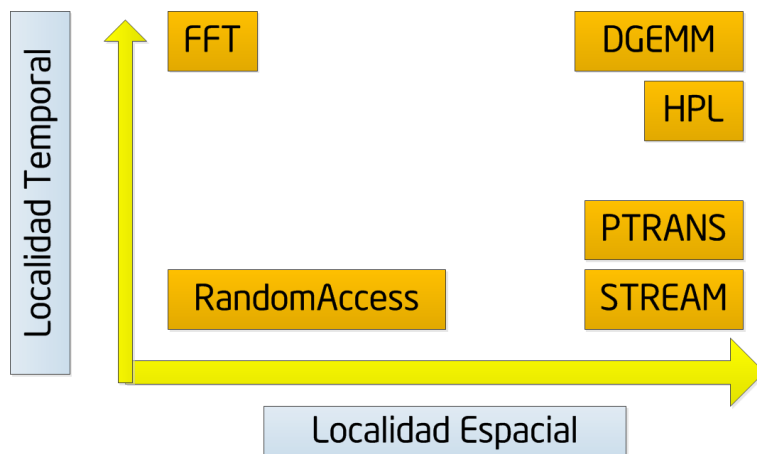 Localidad Temporal
FFT
DGEMM
HPL
PTRANS
RandomAccess
STREAM
Localidad Espacial